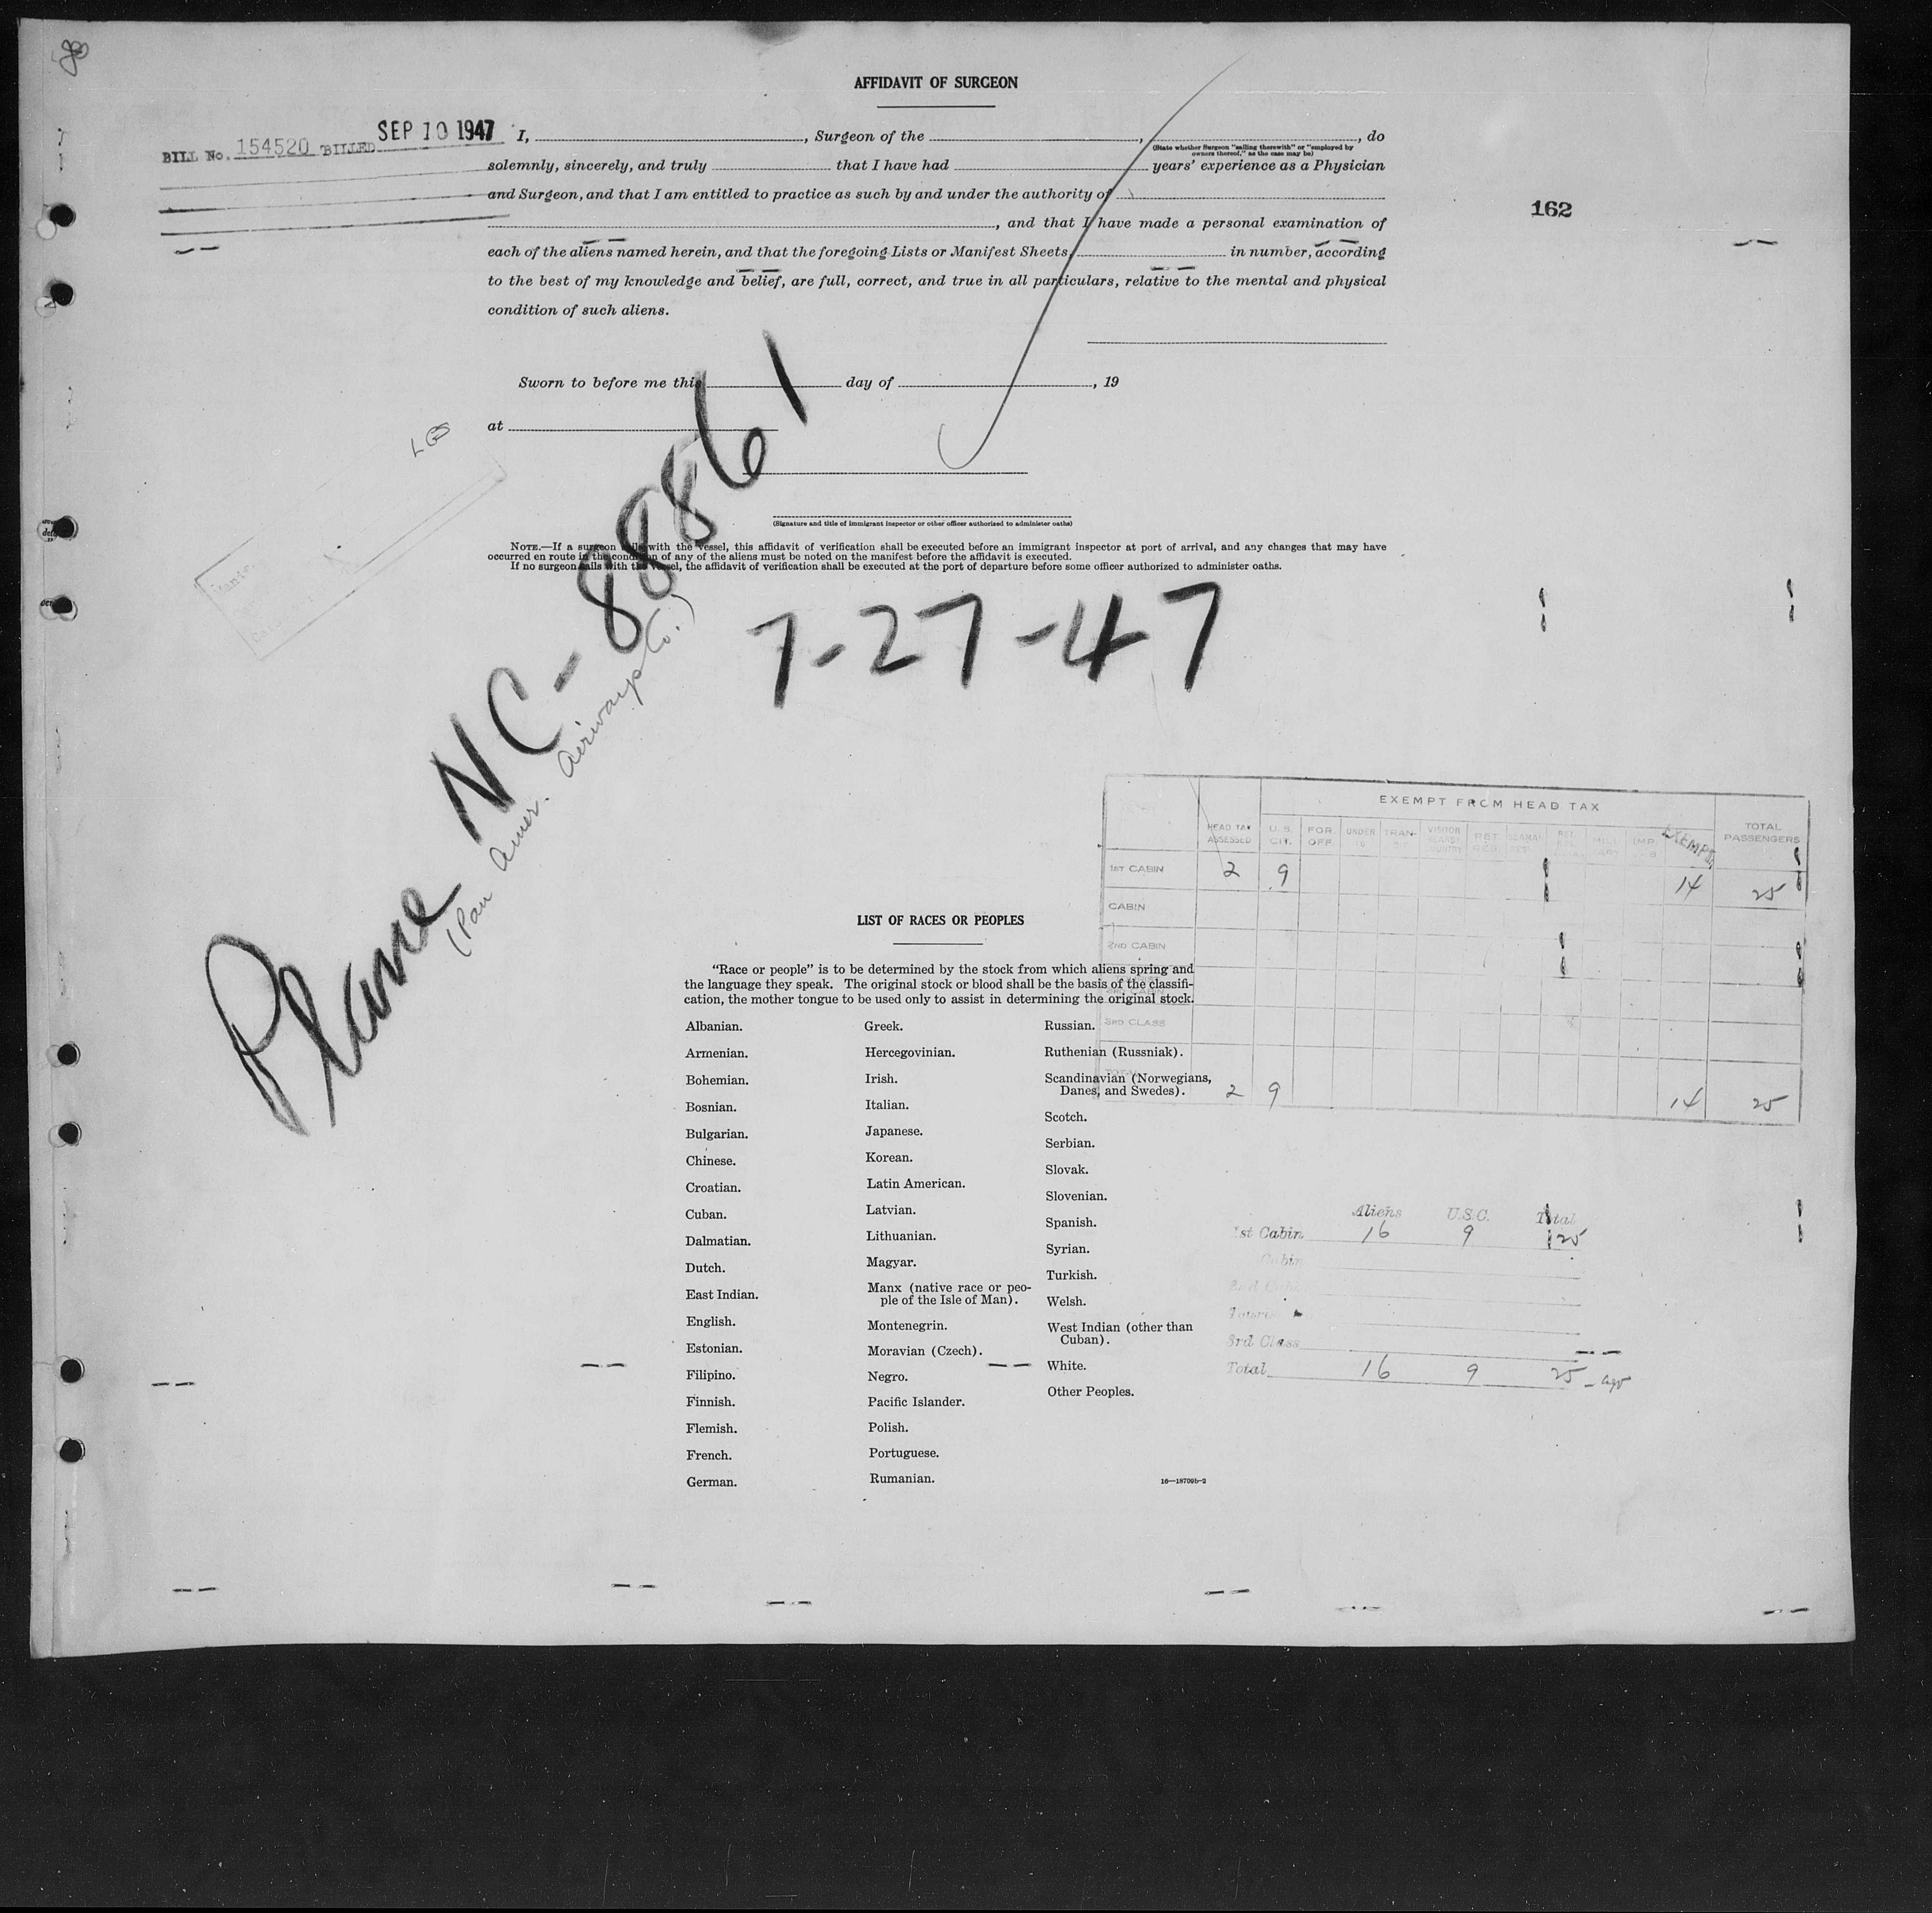 AFFIDAVIT OF SURGEON
BILL No. 154520 BILLED SEP 10 1947
I, , Surgeon of the , , do
(State whether Surgeon "sailing therewith" or "employed by
owners thereof," as the case may be)
solemnly, sincerely, and truly that I have had years' experience as a Physician
and Surgeon, and that I am entitled to practice as such by and under the authority of
, and that I have made a personal examination of
162
each of the aliens named herein, and that the foregoing Lists or Manifest Sheets, in number, according
to the best of my knowledge and belief, are full, correct, and true in all particulars, relative to the mental and physical
condition of such aliens.
Sworn to before me this day of , 19
at
(Signature and title of immigrant inspector or other officer authorized to administer oaths)
NOTE.—If a surgeon sails with the vessel, this affidavit of verification shall be executed before an immigrant inspector at port of arrival, and any changes that may have
occurred en route in the condition of any of the aliens must be noted on the manifest before the affidavit is executed.
If no surgeon sails with the vessel, the affidavit of verification shall be executed at the port of departure before some officer authorized to administer oaths.
Plane NC-88861
(Pan Amer. Airways Co.)
7-27-47
EXEMPT FROM HEAD TAX
HEAD TAX ASSESSED U.S. CIT. FOR. OFF. UNDER 16 TRAN- VISITOR EXEMPT TOTAL PASSENGERS
1ST CABIN 2 9 14 25
CABIN
2ND CABIN
3RD CLASS
TOTAL 2 9 14 25
LIST OF RACES OR PEOPLES
"Race or people" is to be determined by the stock from which aliens spring and
the language they speak. The original stock or blood shall be the basis of the classifi-
cation, the mother tongue to be used only to assist in determining the original stock.
Albanian.
Armenian.
Bohemian.
Bosnian.
Bulgarian.
Chinese.
Croatian.
Cuban.
Dalmatian.
Dutch.
East Indian.
English.
Estonian.
Filipino.
Finnish.
Flemish.
French.
German.
Greek.
Hercegovinian.
Irish.
Italian.
Japanese.
Korean.
Latin American.
Latvian.
Lithuanian.
Magyar.
Manx (native race or peo-
ple of the Isle of Man).
Montenegrin.
Moravian (Czech).
Negro.
Pacific Islander.
Polish.
Portuguese.
Rumanian.
Russian.
Ruthenian (Russniak).
Scandinavian (Norwegians,
Danes, and Swedes).
Scotch.
Serbian.
Slovak.
Slovenian.
Spanish.
Syrian.
Turkish.
Welsh.
West Indian (other than
Cuban).
White.
Other Peoples.
16—18709b-2
Aliens U.S.C. Total
1st Cabin 16 9 25
Cabin
3rd Class
Total 16 9 25